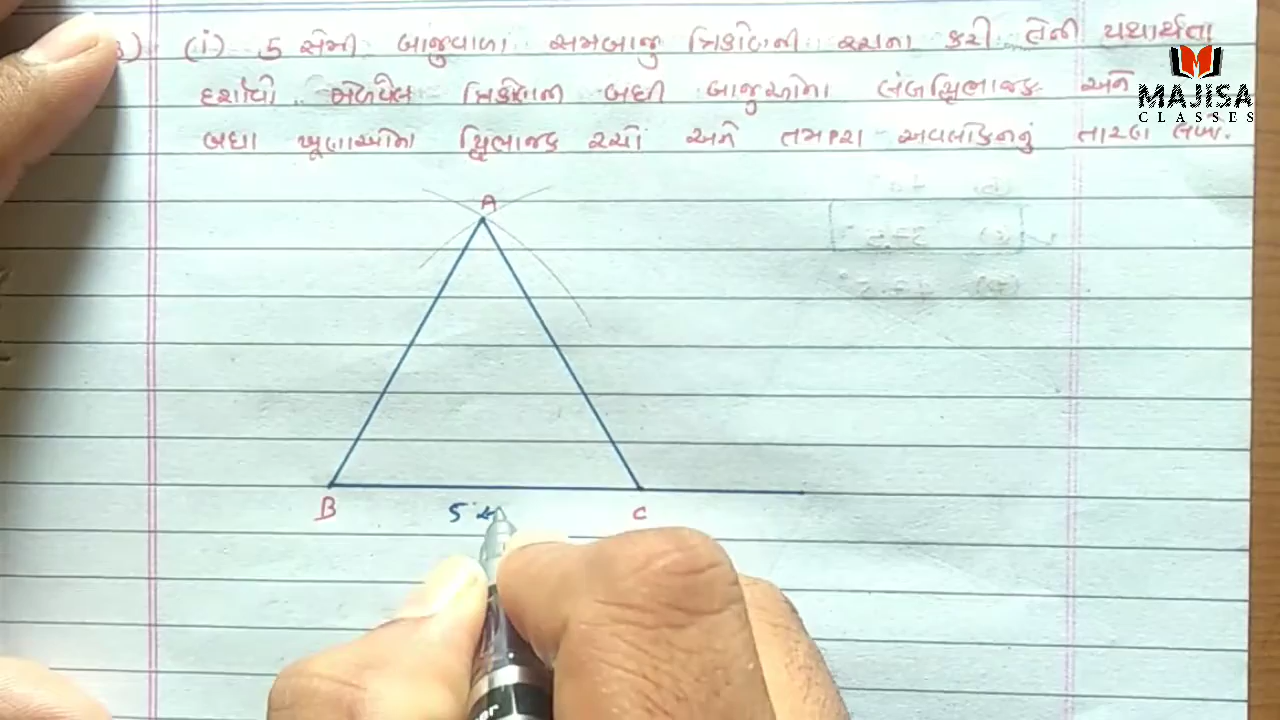 (i) 5 સેમી બાજુવાળા સમબાજુ ત્રિકોણની રચના કરી તેની યથાર્થતા
દર્શાવો. મેળવેલ ત્રિકોણની બધી બાજુઓના લંબદ્વિભાજક અને
બધા ખૂણાઓના દ્વિભાજક રચો અને તમારા અવલોકનનું તારણ લખો.
MAJISA
CLASSES
A
B
5
C